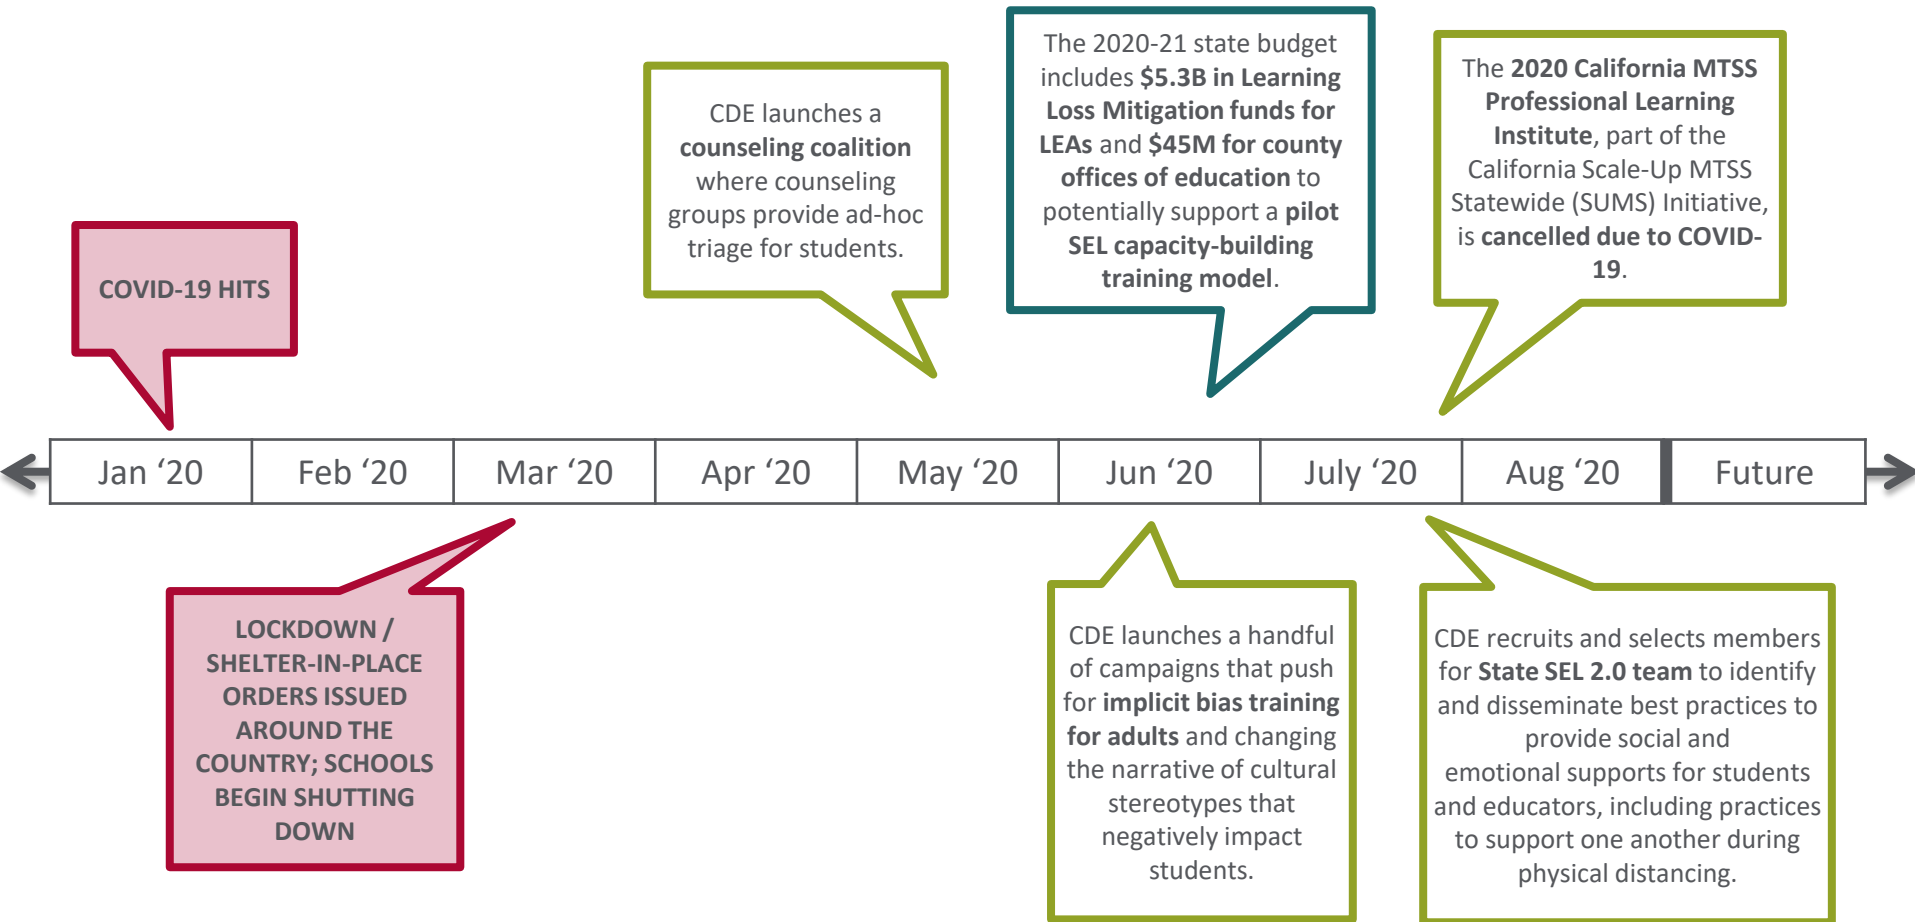 The 2020-21 state budget
includes $5.3B in Learning
Loss Mitigation funds for
LEAs and $45M for county
offices of education to
potentially support a pilot
SEL capacity-building
training model.
The 2020 California MTSS
Professional Learning
Institute, part of the
California Scale-Up MTSS
Statewide (SUMS) Initiative,
is cancelled due to COVID-
19.
CDE launches a
counseling coalition
where counseling
groups provide ad-hoc
triage for students.
COVID-19 HITS
Jan ‘20
Feb ‘20
Mar ‘20
Apr ‘20
May ‘20
Jun ‘20
July ‘20
Aug ‘20
Future
LOCKDOWN /
SHELTER-IN-PLACE
ORDERS ISSUED
AROUND THE
COUNTRY; SCHOOLS
BEGIN SHUTTING
DOWN
CDE launches a handful
of campaigns that push
for implicit bias training
for adults and changing
the narrative of cultural
stereotypes that
negatively impact
students.
CDE recruits and selects members
for State SEL 2.0 team to identify
and disseminate best practices to
provide social and
emotional supports for students
and educators, including practices
to support one another during
physical distancing.